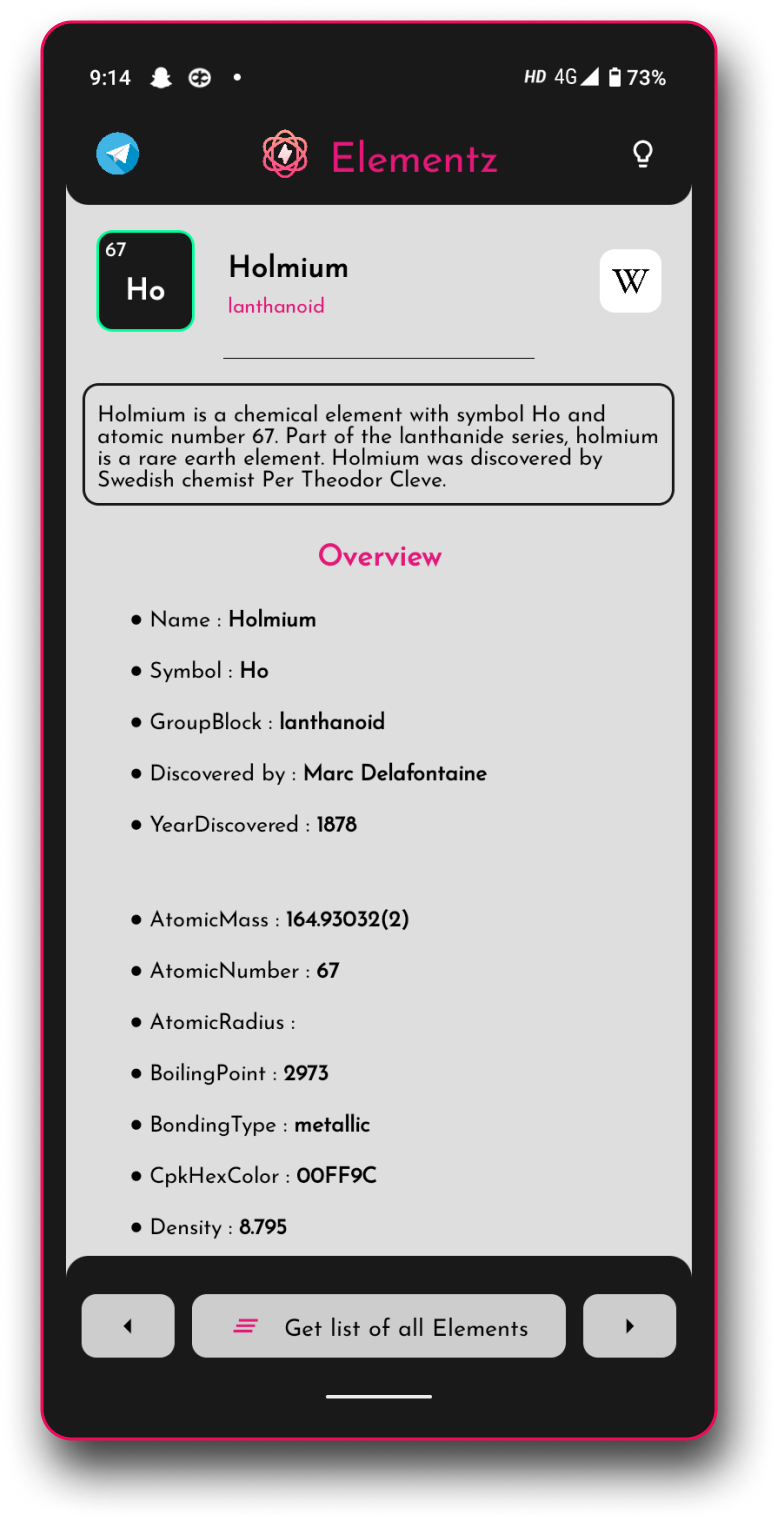 9:14 HD 4G 73%
Elementz
67
Ho
Holmium
lanthanoid
W
Holmium is a chemical element with symbol Ho and
atomic number 67. Part of the lanthanide series, holmium
is a rare earth element. Holmium was discovered by
Swedish chemist Per Theodor Cleve.
Overview
• Name : Holmium
• Symbol : Ho
• GroupBlock : lanthanoid
• Discovered by : Marc Delafontaine
• YearDiscovered : 1878
• AtomicMass : 164.93032(2)
• AtomicNumber : 67
• AtomicRadius :
• BoilingPoint : 2973
• BondingType : metallic
• CpkHexColor : 00FF9C
• Density : 8.795
Get list of all Elements